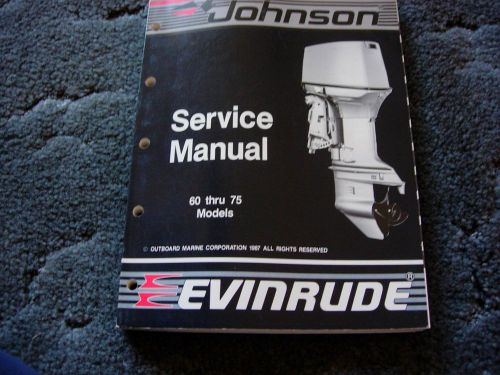 Johnson
Service
Manual
60 thru 75
Models
© OUTBOARD MARINE CORPORATION 1987 ALL RIGHTS RESERVED
EVINRUDE®